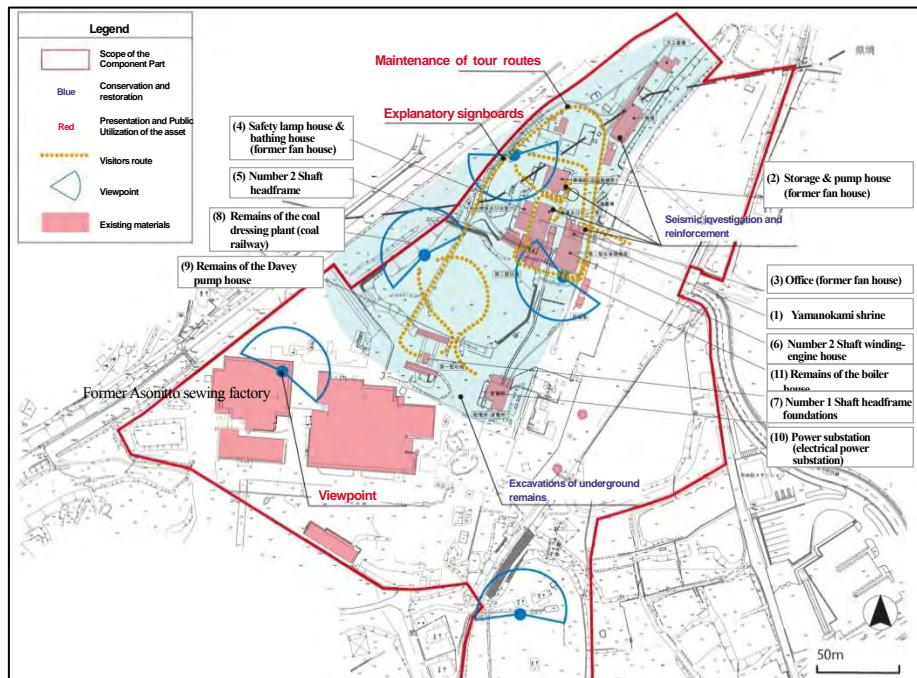 Legend
Scope of the
Component Part
Blue
Conservation and
restoration
Red
Presentation and Public
Utilization of the asset
Visitors route
Viewpoint
Existing materials
Maintenance of tour routes
Explanatory signboards
県境
(4) Safety lamp house &
bathing house
(former fan house)
(5) Number 2 Shaft
headframe
(8) Remains of the coal
dressing plant (coal
railway)
(9) Remains of the Davey
pump house
(2) Storage & pump house
(former fan house)
Seismic investigation and
reinforcement
(3) Office (former fan house)
(1) Yamanokami shrine
(6) Number 2 Shaft winding-
engine house
(11) Remains of the boiler
house
(7) Number 1 Shaft headframe
foundations
(10) Power substation
(electrical power
substation)
Former Asonitto sewing factory
Viewpoint
Excavations of underground
remains
50m